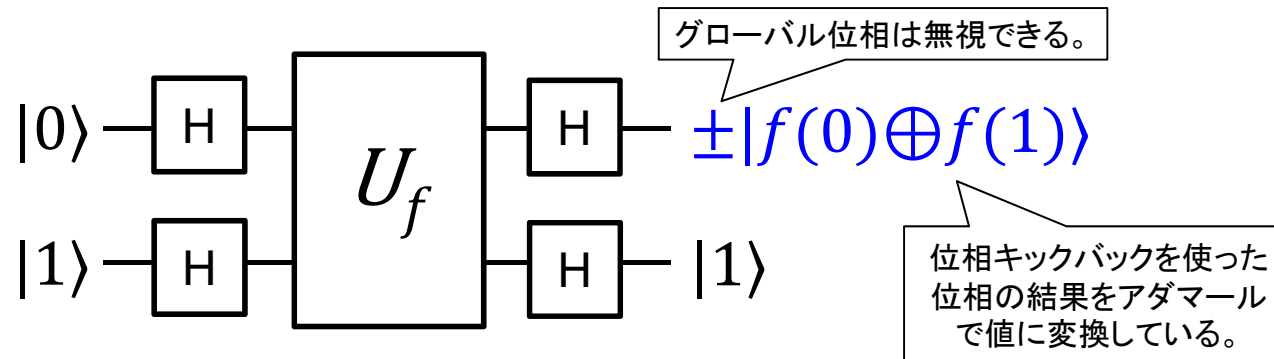 グローバル位相は無視できる。
|0⟩ H H ±|f(0)⊕f(1)⟩
U_f
|1⟩ H H |1⟩
位相キックバックを使った
位相の結果をアダマール
で値に変換している。